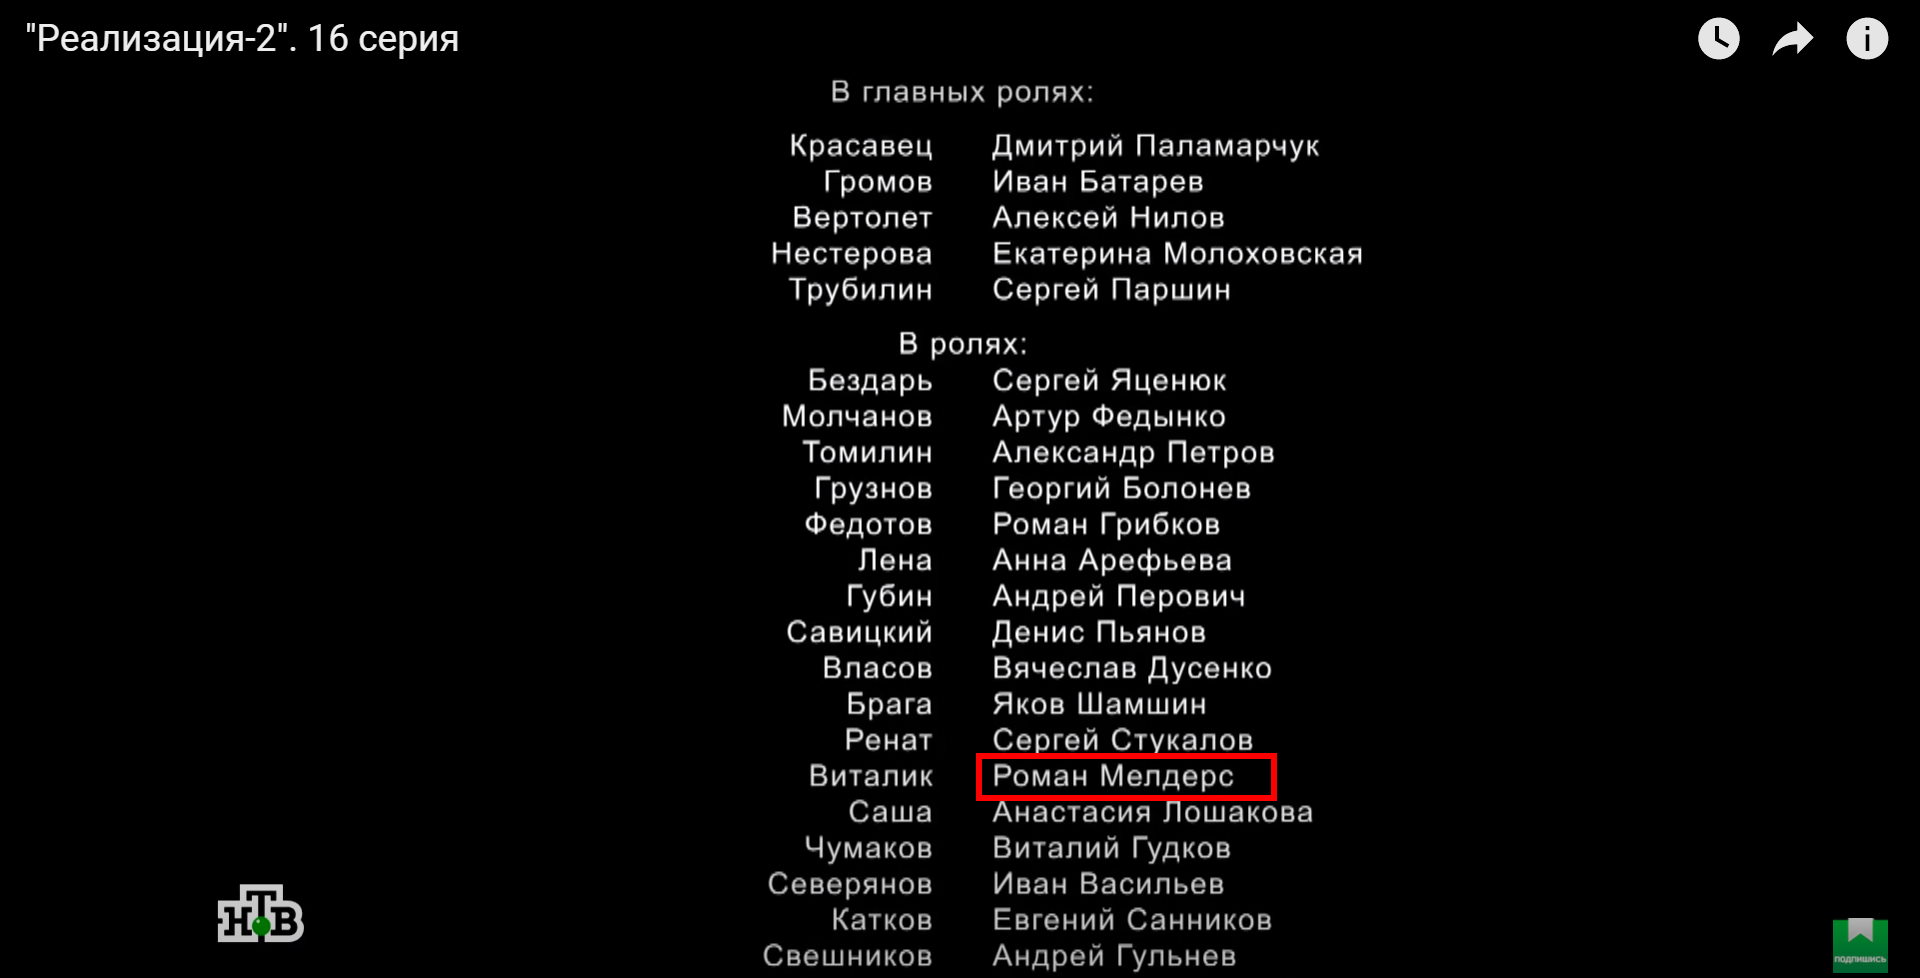 "Реализация-2". 16 серия
В главных ролях:
Красавец Дмитрий Паламарчук
Громов Иван Батарев
Вертолет Алексей Нилов
Нестерова Екатерина Молоховская
Трубилин Сергей Паршин
В ролях:
Бездарь Сергей Яценюк
Молчанов Артур Федынко
Томилин Александр Петров
Грузнов Георгий Болонев
Федотов Роман Грибков
Лена Анна Арефьева
Губин Андрей Перович
Савицкий Денис Пьянов
Власов Вячеслав Дусенко
Брага Яков Шамшин
Ренат Сергей Стукалов
Виталик Роман Мелдерс
Саша Анастасия Лошакова
Чумаков Виталий Гудков
Северянов Иван Васильев
Катков Евгений Санников
Свешников Андрей Гульнев
НТВ
подпишись